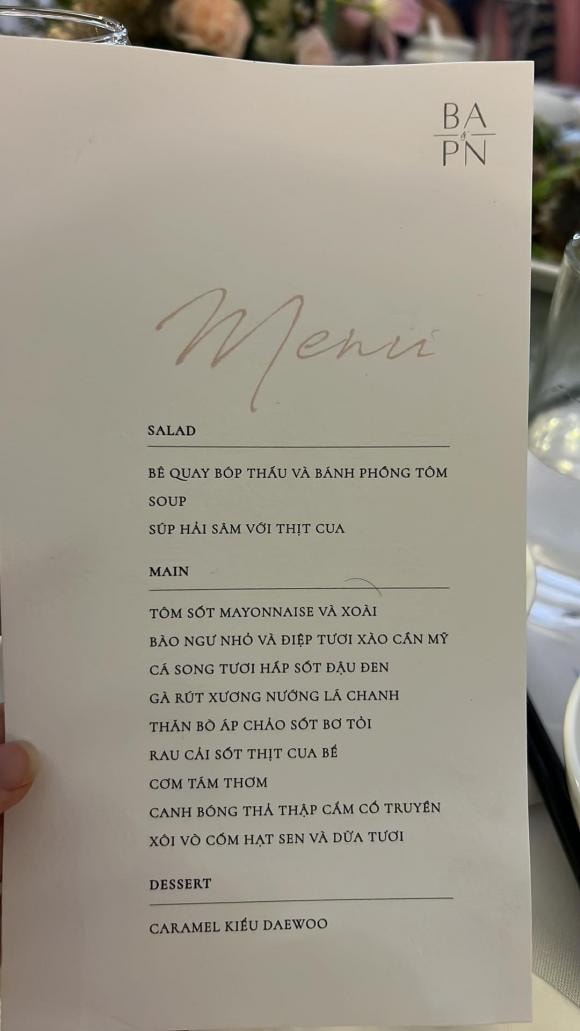 BA
&
PN
Menu
SALAD
BÊ QUAY BÓP THẤU VÀ BÁNH PHỒNG TÔM
SOUP
SÚP HẢI SÂM VỚI THỊT CUA
MAIN
TÔM SỐT MAYONNAISE VÀ XOÀI
BÀO NGƯ NHỎ VÀ ĐIỆP TƯƠI XÀO CẦN MỸ
CÁ SONG TƯƠI HẤP SỐT ĐẬU ĐEN
GÀ RÚT XƯƠNG NƯỚNG LÁ CHANH
THĂN BÒ ÁP CHẢO SỐT BƠ TỎI
RAU CẢI SỐT THỊT CUA BỂ
CƠM TÁM THƠM
CANH BÓNG THẢ THẬP CẨM CỔ TRUYỀN
XÔI VÒ CỐM HẠT SEN VÀ DỪA TƯƠI
DESSERT
CARAMEL KIỂU DAEWOO